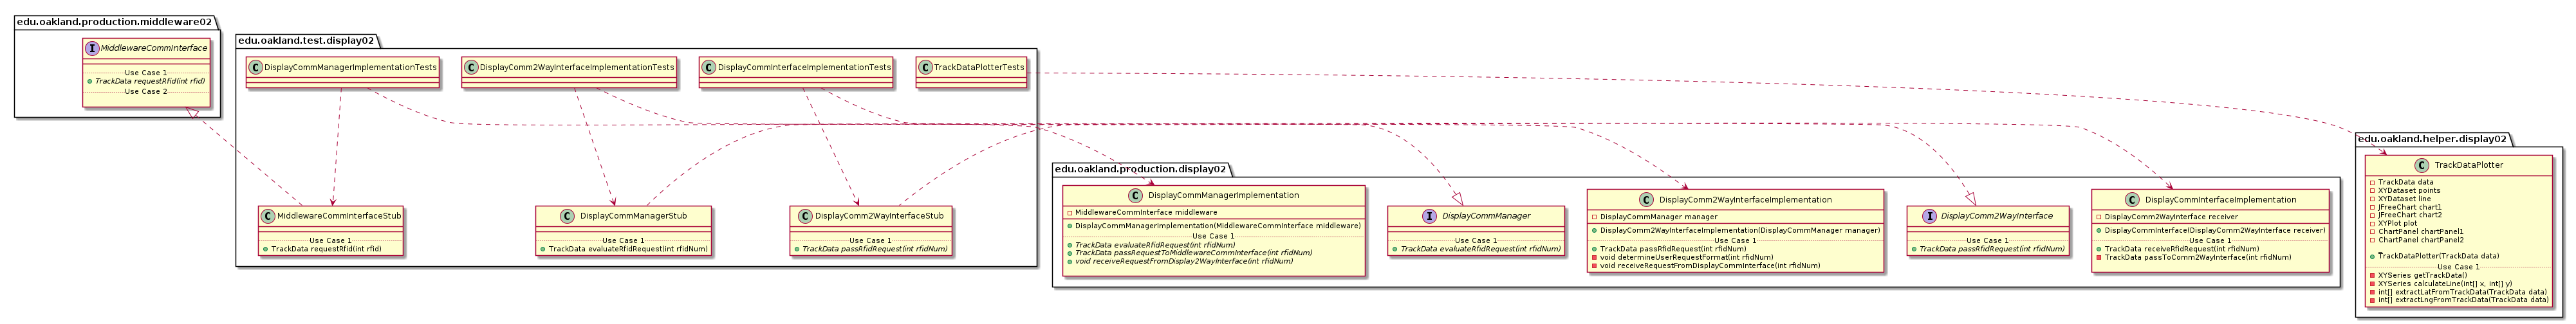 edu.oakland.production.middleware02
I MiddlewareCommInterface
Use Case 1
TrackData requestRfid(int rfid)
Use Case 2
edu.oakland.test.display02
C DisplayCommManagerImplementationTests
C DisplayComm2WayInterfaceImplementationTests
C DisplayCommInterfaceImplementationTests
C TrackDataPlotterTests
C MiddlewareCommInterfaceStub
Use Case 1
TrackData requestRfid(int rfid)
C DisplayCommManagerStub
Use Case 1
TrackData evaluateRfidRequest(int rfidNum)
C DisplayComm2WayInterfaceStub
Use Case 1
TrackData passRfidRequest(int rfidNum)
edu.oakland.production.display02
C DisplayCommManagerImplementation
MiddlewareCommInterface middleware
DisplayCommManagerImplementation(MiddlewareCommInterface middleware)
Use Case 1
TrackData evaluateRfidRequest(int rfidNum)
TrackData passRequestToMiddlewareCommInterface(int rfidNum)
void receiveRequestFromDisplay2WayInterface(int rfidNum)
I DisplayCommManager
Use Case 1
TrackData evaluateRfidRequest(int rfidNum)
C DisplayComm2WayInterfaceImplementation
DisplayCommManager manager
DisplayComm2WayInterfaceImplementation(DisplayCommManager manager)
Use Case 1
TrackData passRfidRequest(int rfidNum)
void determineUserRequestFormat(int rfidNum)
void receiveRequestFromDisplayCommInterface(int rfidNum)
I DisplayComm2WayInterface
Use Case 1
TrackData passRfidRequest(int rfidNum)
C DisplayCommInterfaceImplementation
DisplayComm2WayInterface receiver
DisplayCommInterface(DisplayComm2WayInterface receiver)
Use Case 1
TrackData receiveRfidRequest(int rfidNum)
TrackData passToComm2WayInterface(int rfidNum)
edu.oakland.helper.display02
C TrackDataPlotter
TrackData data
XYDataset points
XYDataset line
JFreeChart chart1
JFreeChart chart2
XYPlot plot
ChartPanel chartPanel1
ChartPanel chartPanel2
TrackDataPlotter(TrackData data)
Use Case 1
XYSeries getTrackData()
XYSeries calculateLine(int[] x, int[] y)
int[] extractLatFromTrackData(TrackData data)
int[] extractLngFromTrackData(TrackData data)